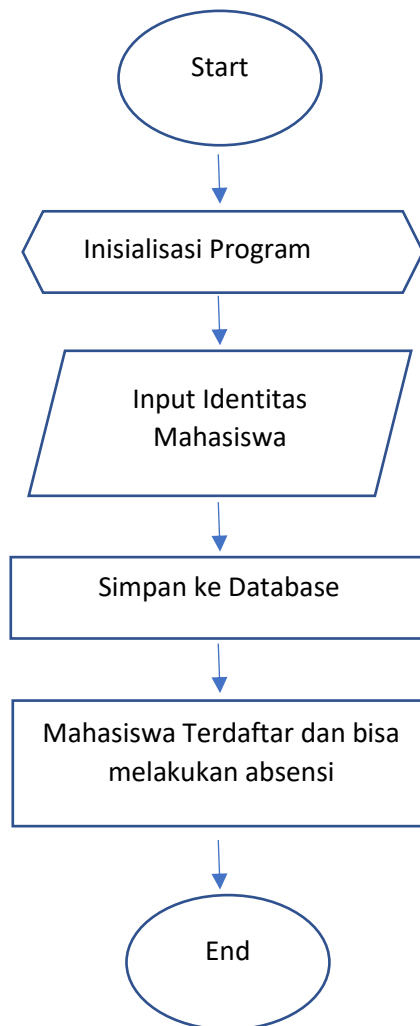 Start
Inisialisasi Program
Input Identitas
Mahasiswa
Simpan ke Database
Mahasiswa Terdaftar dan bisa
melakukan absensi
End